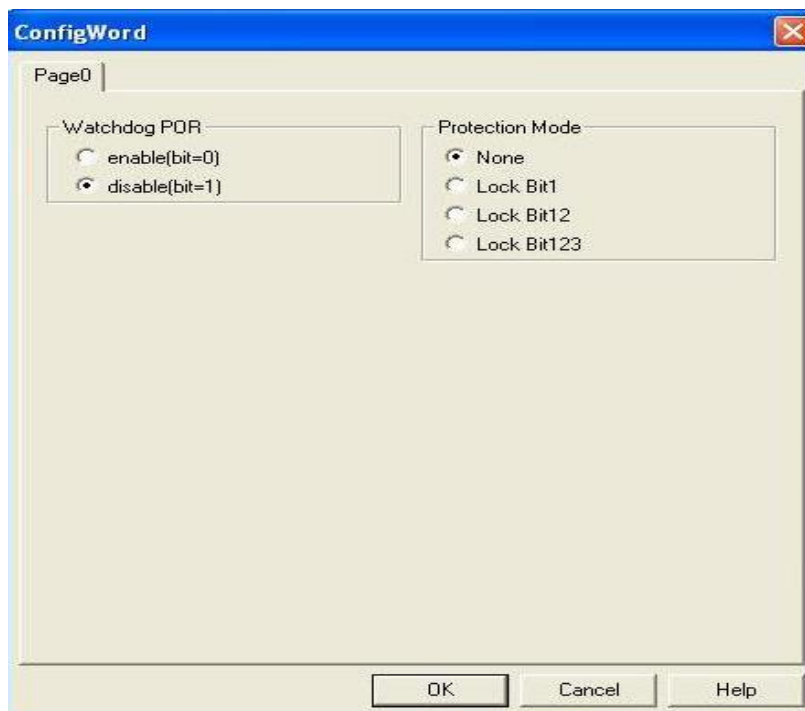 ConfigWord
Page0
Watchdog POR
enable(bit=0)
disable(bit=1)
Protection Mode
None
Lock Bit1
Lock Bit12
Lock Bit123
OK
Cancel
Help